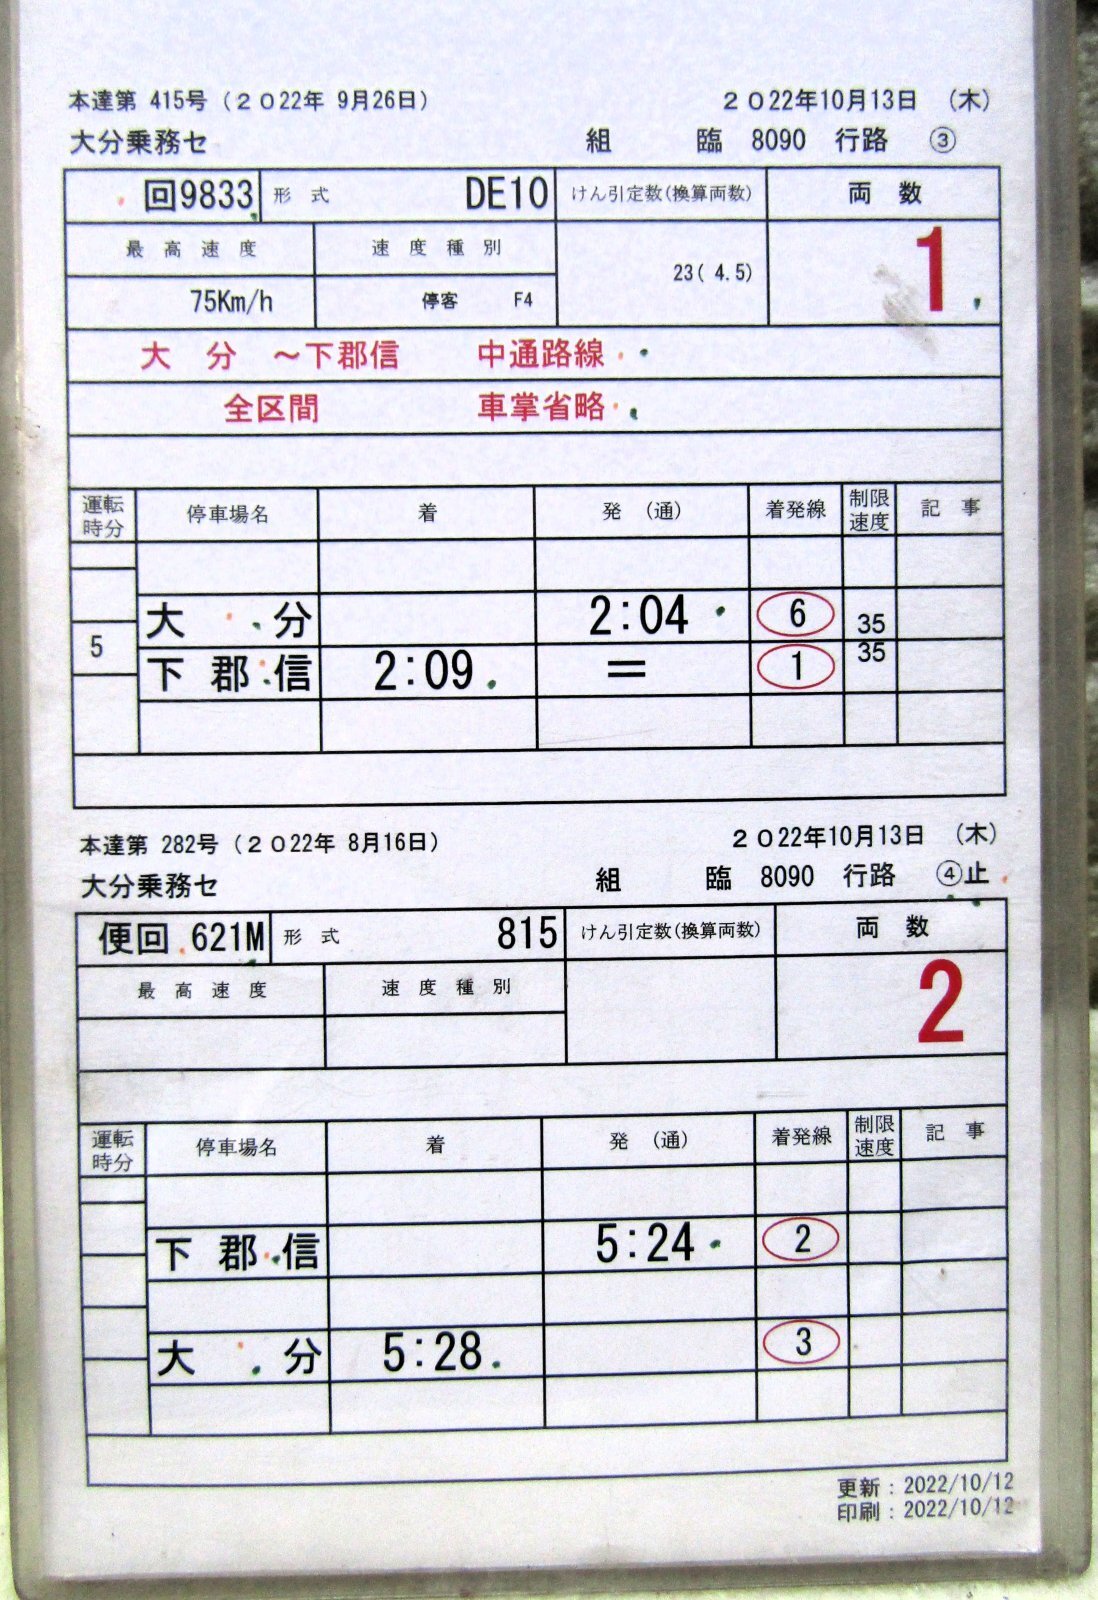 本達第 415号（２０22年 9月26日） ２０22年10月13日 （木）
大分乗務セ 組 臨 8090 行路 ③
回9833 形 式 DE10 けん引定数(換算両数) 両 数
最 高 速 度 速 度 種 別 23( 4.5) 1
75Km/h 停客 F4
大 分 ～下郡信 中通路線
全区間 車掌省略
運転時分 停車場名 着 発 （通） 着発線 制限速度 記 事
大 分 2:04 6 35
5
下 郡 信 2:09 ＝ 1 35
本達第 282号（２０22年 8月16日） ２０22年10月13日 （木）
大分乗務セ 組 臨 8090 行路 ④止
便回 621M 形 式 815 けん引定数(換算両数) 両 数
最 高 速 度 速 度 種 別 2
運転時分 停車場名 着 発 （通） 着発線 制限速度 記 事
下 郡 信 5:24 2
大 分 5:28 3
更新：2022/10/12
印刷：2022/10/12